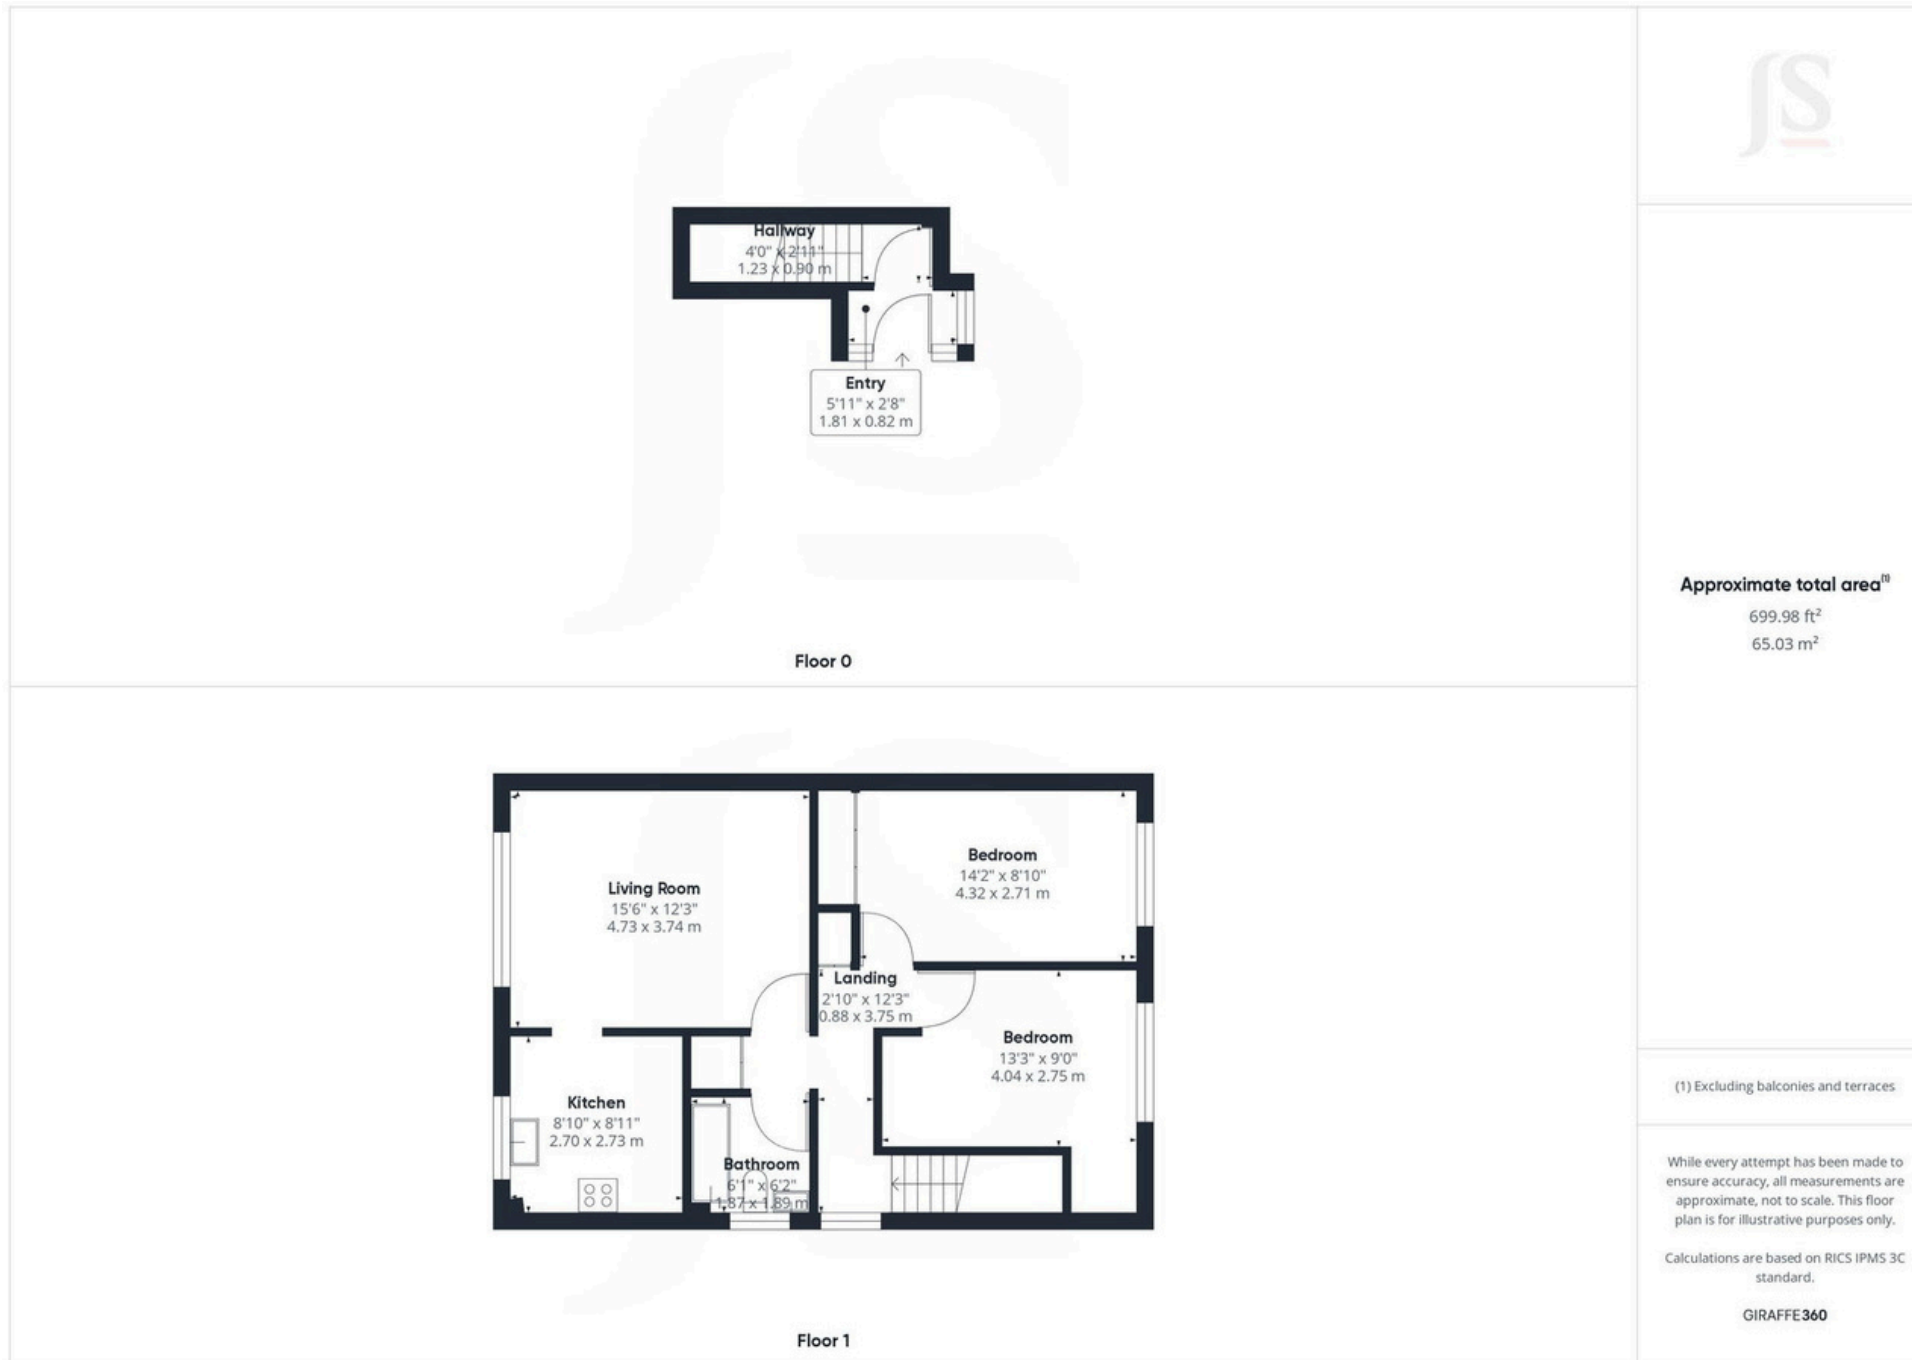 Hallway
4'0" x 2'11"
1.23 x 0.90 m
Entry
5'11" x 2'8"
1.81 x 0.82 m
Floor 0
Living Room
15'6" x 12'3"
4.73 x 3.74 m
Bedroom
14'2" x 8'10"
4.32 x 2.71 m
Landing
2'10" x 12'3"
0.88 x 3.75 m
Bedroom
13'3" x 9'0"
4.04 x 2.75 m
Kitchen
8'10" x 8'11"
2.70 x 2.73 m
Bathroom
6'1" x 6'2"
1.87 x 1.89 m
Floor 1
JS
Approximate total area(1)
699.98 ft²
65.03 m²
(1) Excluding balconies and terraces
While every attempt has been made to
ensure accuracy, all measurements are
approximate, not to scale. This floor
plan is for illustrative purposes only.
Calculations are based on RICS IPMS 3C
standard.
GIRAFFE360